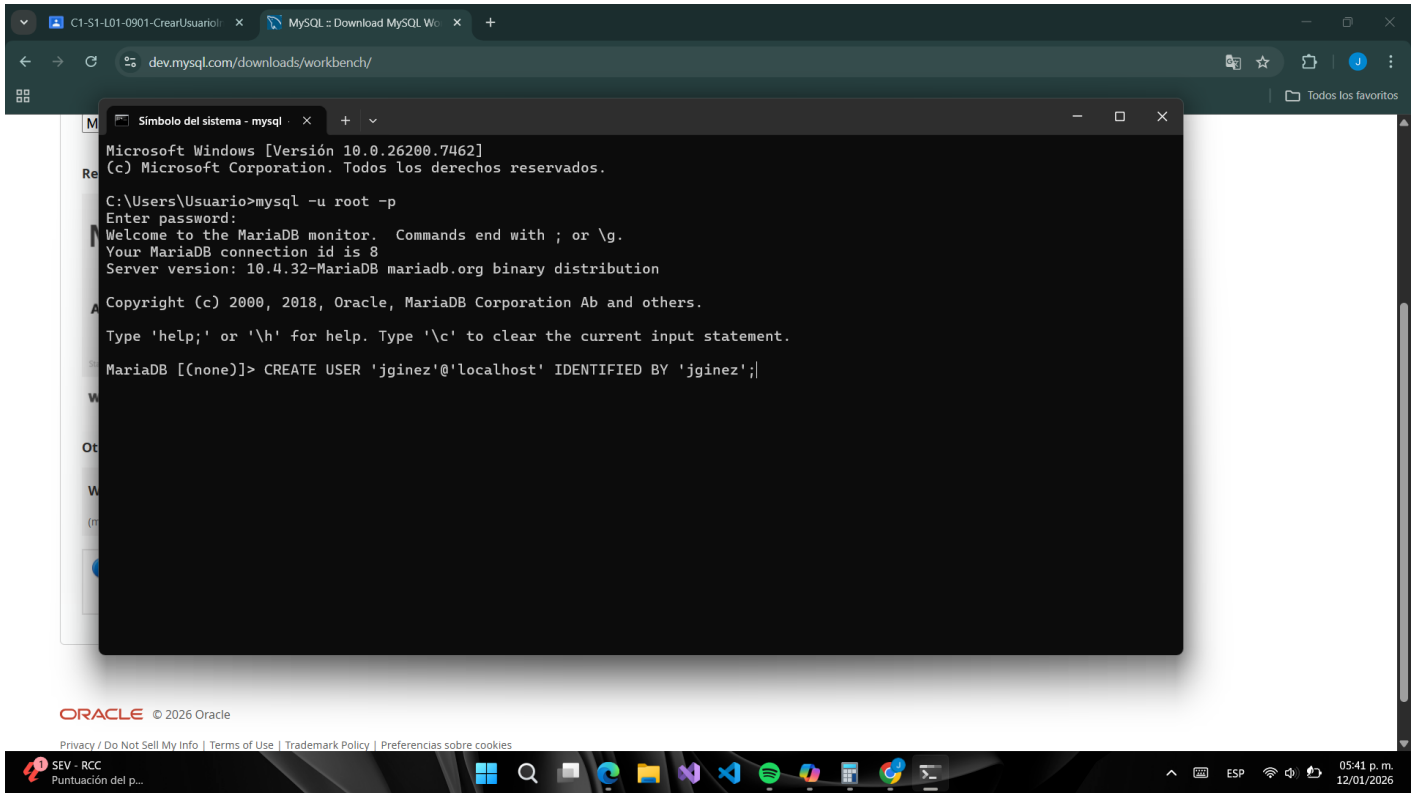 C1-S1-L01-0901-CrearUsuarioIn
MySQL :: Download MySQL Wo
dev.mysql.com/downloads/workbench/
J
Todos los favoritos
Símbolo del sistema - mysql
M
Microsoft Windows [Versión 10.0.26200.7462]
(c) Microsoft Corporation. Todos los derechos reservados.
Re
C:\Users\Usuario>mysql -u root -p
Enter password:
Welcome to the MariaDB monitor.  Commands end with ; or \g.
Your MariaDB connection id is 8
Server version: 10.4.32-MariaDB mariadb.org binary distribution
Copyright (c) 2000, 2018, Oracle, MariaDB Corporation Ab and others.
Type 'help;' or '\h' for help. Type '\c' to clear the current input statement.
MariaDB [(none)]> CREATE USER 'jginez'@'localhost' IDENTIFIED BY 'jginez';
W
Ot
W
(m
ORACLE © 2026 Oracle
Privacy / Do Not Sell My Info | Terms of Use | Trademark Policy | Preferencias sobre cookies
1
SEV - RCC
Puntuación del p...
ESP
05:41 p. m.
12/01/2026